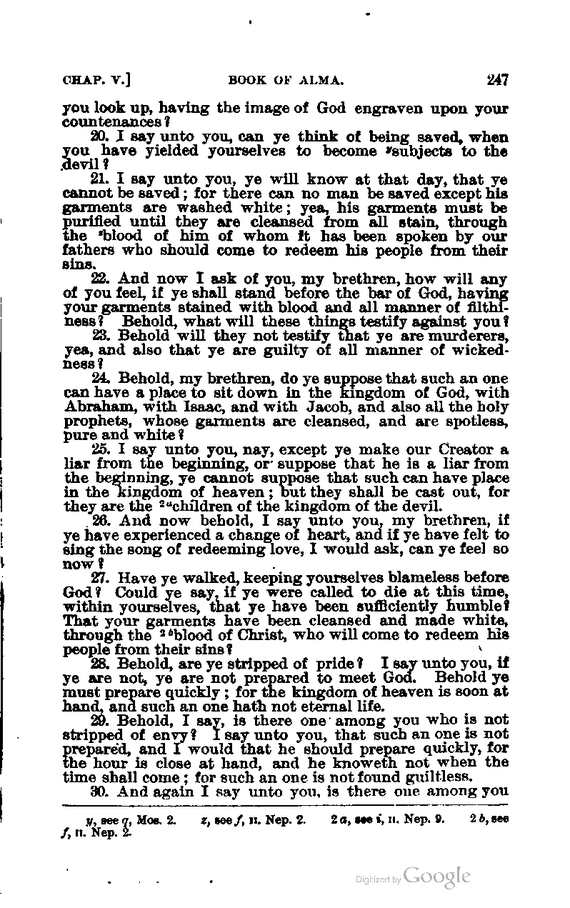 CHAP. V.] BOOK OF ALMA. 247
you look up, having the image of God engraven upon your
countenances?
20. I say unto you, can ye think of being saved, when
you have yielded yourselves to become ʸsubjects to the
devil?
21. I say unto you, ye will know at that day, that ye
cannot be saved; for there can no man be saved except his
garments are washed white; yea, his garments must be
purified until they are cleansed from all stain, through
the ᶻblood of him of whom it has been spoken by our
fathers who should come to redeem his people from their
sins.
22. And now I ask of you, my brethren, how will any
of you feel, if ye shall stand before the bar of God, having
your garments stained with blood and all manner of filthi-
ness? Behold, what will these things testify against you?
23. Behold will they not testify that ye are murderers,
yea, and also that ye are guilty of all manner of wicked-
ness?
24. Behold, my brethren, do ye suppose that such an one
can have a place to sit down in the kingdom of God, with
Abraham, with Isaac, and with Jacob, and also all the holy
prophets, whose garments are cleansed, and are spotless,
pure and white?
25. I say unto you, nay, except ye make our Creator a
liar from the beginning, or suppose that he is a liar from
the beginning, ye cannot suppose that such can have place
in the kingdom of heaven; but they shall be cast out, for
they are the ²ᵃchildren of the kingdom of the devil.
26. And now behold, I say unto you, my brethren, if
ye have experienced a change of heart, and if ye have felt to
sing the song of redeeming love, I would ask, can ye feel so
now?
27. Have ye walked, keeping yourselves blameless before
God? Could ye say, if ye were called to die at this time,
within yourselves, that ye have been sufficiently humble?
That your garments have been cleansed and made white,
through the ²ᵇblood of Christ, who will come to redeem his
people from their sins?
28. Behold, are ye stripped of pride? I say unto you, if
ye are not, ye are not prepared to meet God. Behold ye
must prepare quickly; for the kingdom of heaven is soon at
hand, and such an one hath not eternal life.
29. Behold, I say, is there one among you who is not
stripped of envy? I say unto you, that such an one is not
prepared, and I would that he should prepare quickly, for
the hour is close at hand, and he knoweth not when the
time shall come; for such an one is not found guiltless.
30. And again I say unto you, is there one among you
y, see q, Mos. 2. z, see f, II. Nep. 2. 2 a, see i, II. Nep. 9. 2 b, see
f, II. Nep. 2.
Digitized by Google